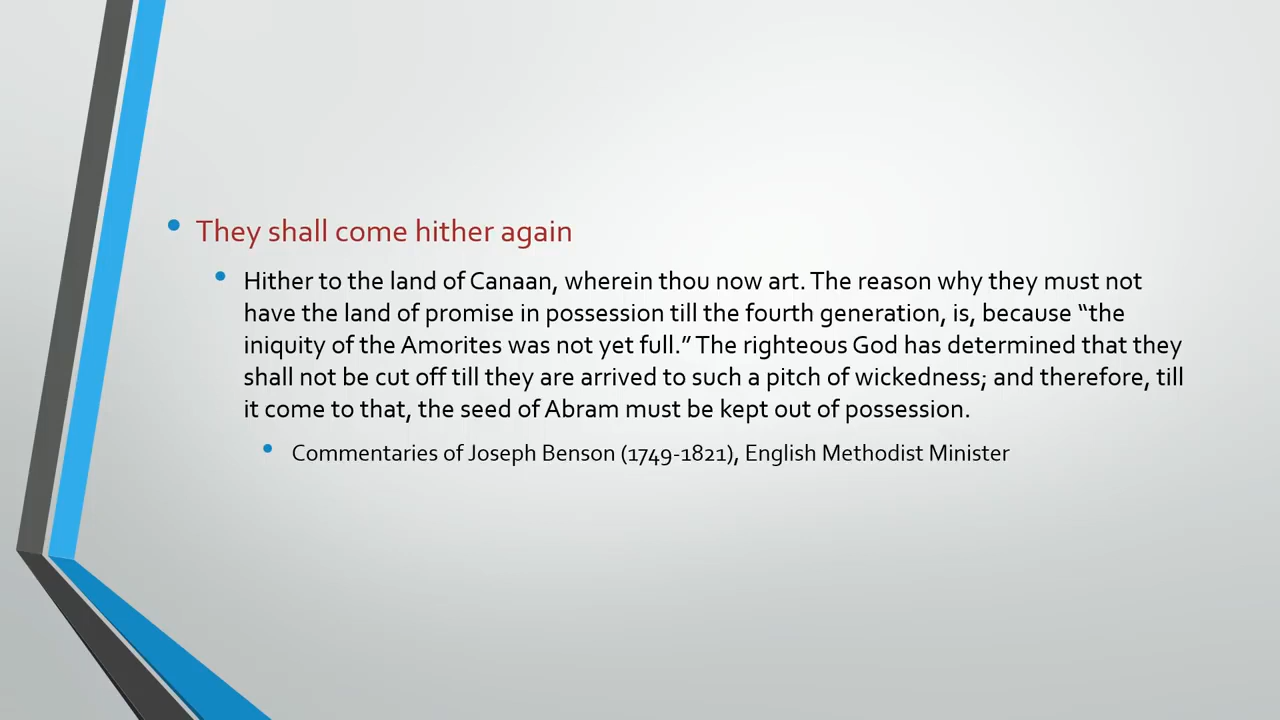 They shall come hither again
Hither to the land of Canaan, wherein thou now art. The reason why they must not
have the land of promise in possession till the fourth generation, is, because “the
iniquity of the Amorites was not yet full.” The righteous God has determined that they
shall not be cut off till they are arrived to such a pitch of wickedness; and therefore, till
it come to that, the seed of Abram must be kept out of possession.
Commentaries of Joseph Benson (1749-1821), English Methodist Minister